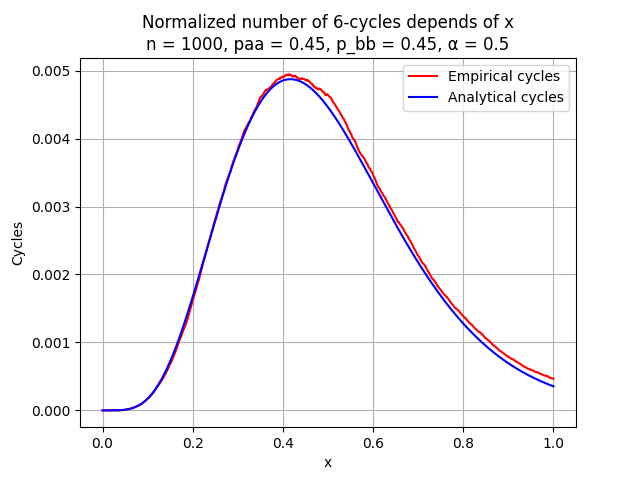 Normalized number of 6-cycles depends of x
n = 1000, paa = 0.45, p_bb = 0.45, α = 0.5
Empirical cycles
Analytical cycles
Cycles
0.005
0.004
0.003
0.002
0.001
0.000
0.0 0.2 0.4 0.6 0.8 1.0
x